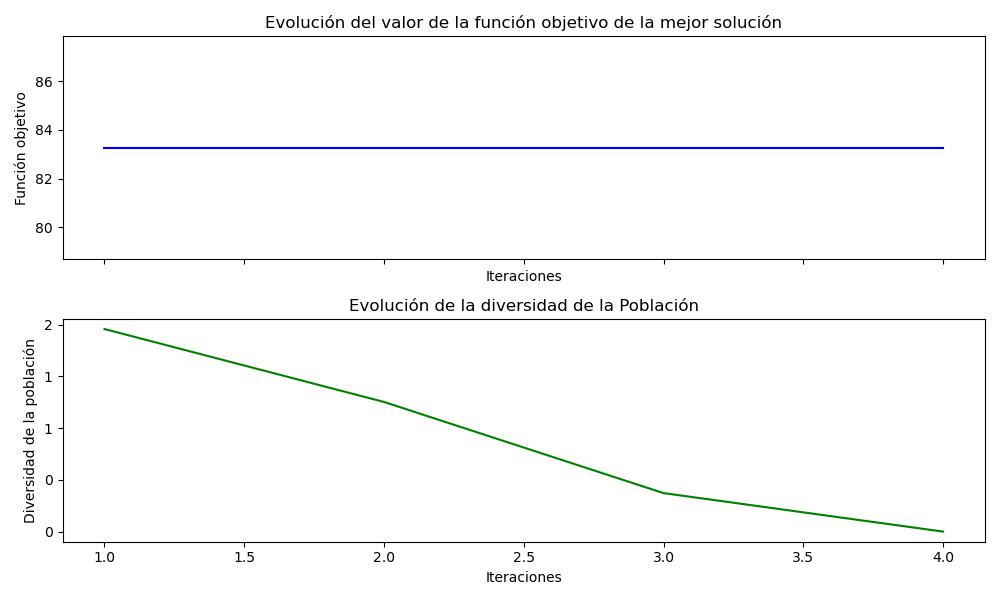 Evolución del valor de la función objetivo de la mejor solución
Función objetivo
86
84
82
80
Iteraciones
Evolución de la diversidad de la Población
Diversidad de la población
2
1
1
0
0
1.0 1.5 2.0 2.5 3.0 3.5 4.0
Iteraciones